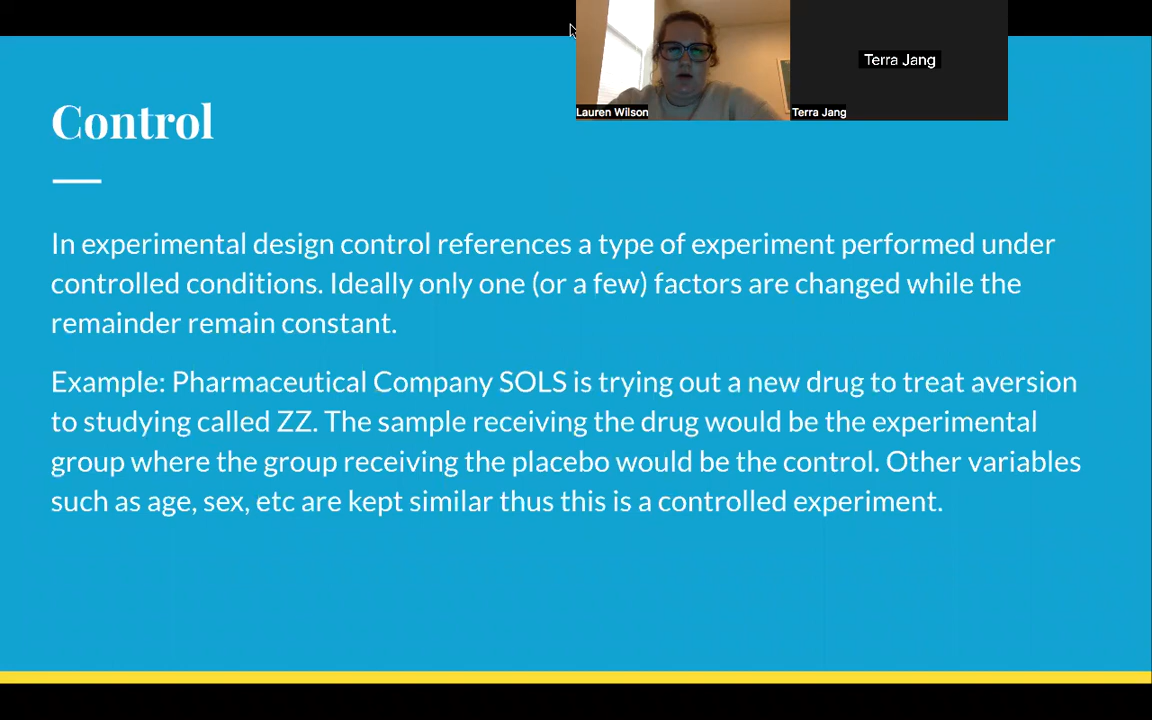 Terra Jang
Lauren Wilson
Terra Jang
Control
In experimental design control references a type of experiment performed under
controlled conditions. Ideally only one (or a few) factors are changed while the
remainder remain constant.
Example: Pharmaceutical Company SOLS is trying out a new drug to treat aversion
to studying called ZZ. The sample receiving the drug would be the experimental
group where the group receiving the placebo would be the control. Other variables
such as age, sex, etc are kept similar thus this is a controlled experiment.